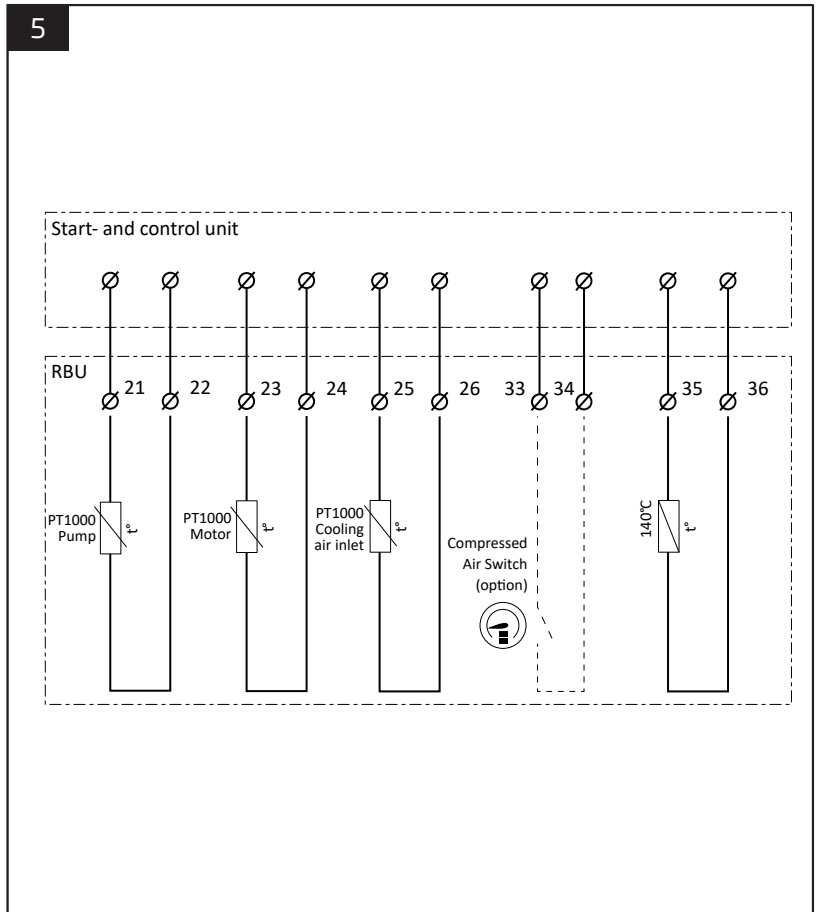 5
Start- and control unit
RBU
21 22 23 24 25 26 33 34 35 36
PT1000
Pump
t°
PT1000
Motor
t°
PT1000
Cooling
air inlet
t°
Compressed
Air Switch
(option)
140°C
t°